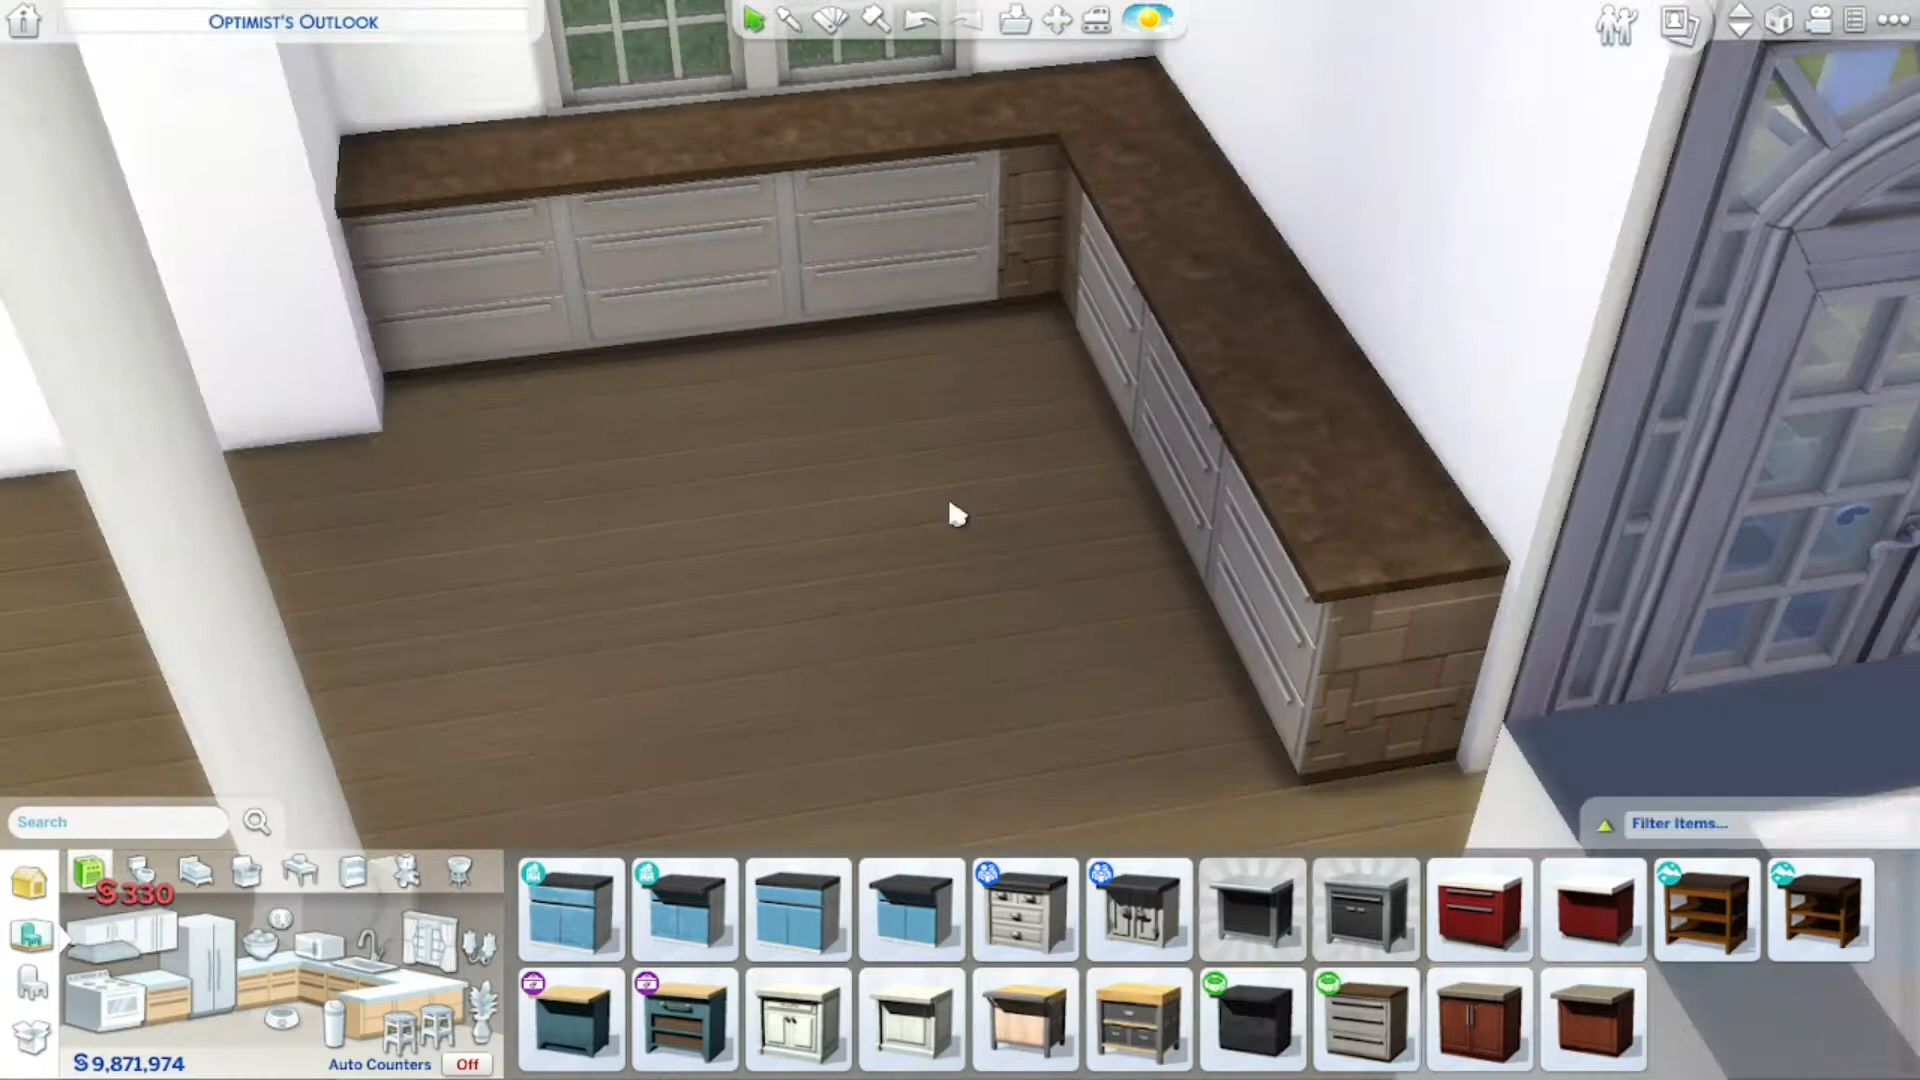 OPTIMIST'S OUTLOOK
Search
Filter Items...
-§330
§9,871,974
Auto Counters
Off